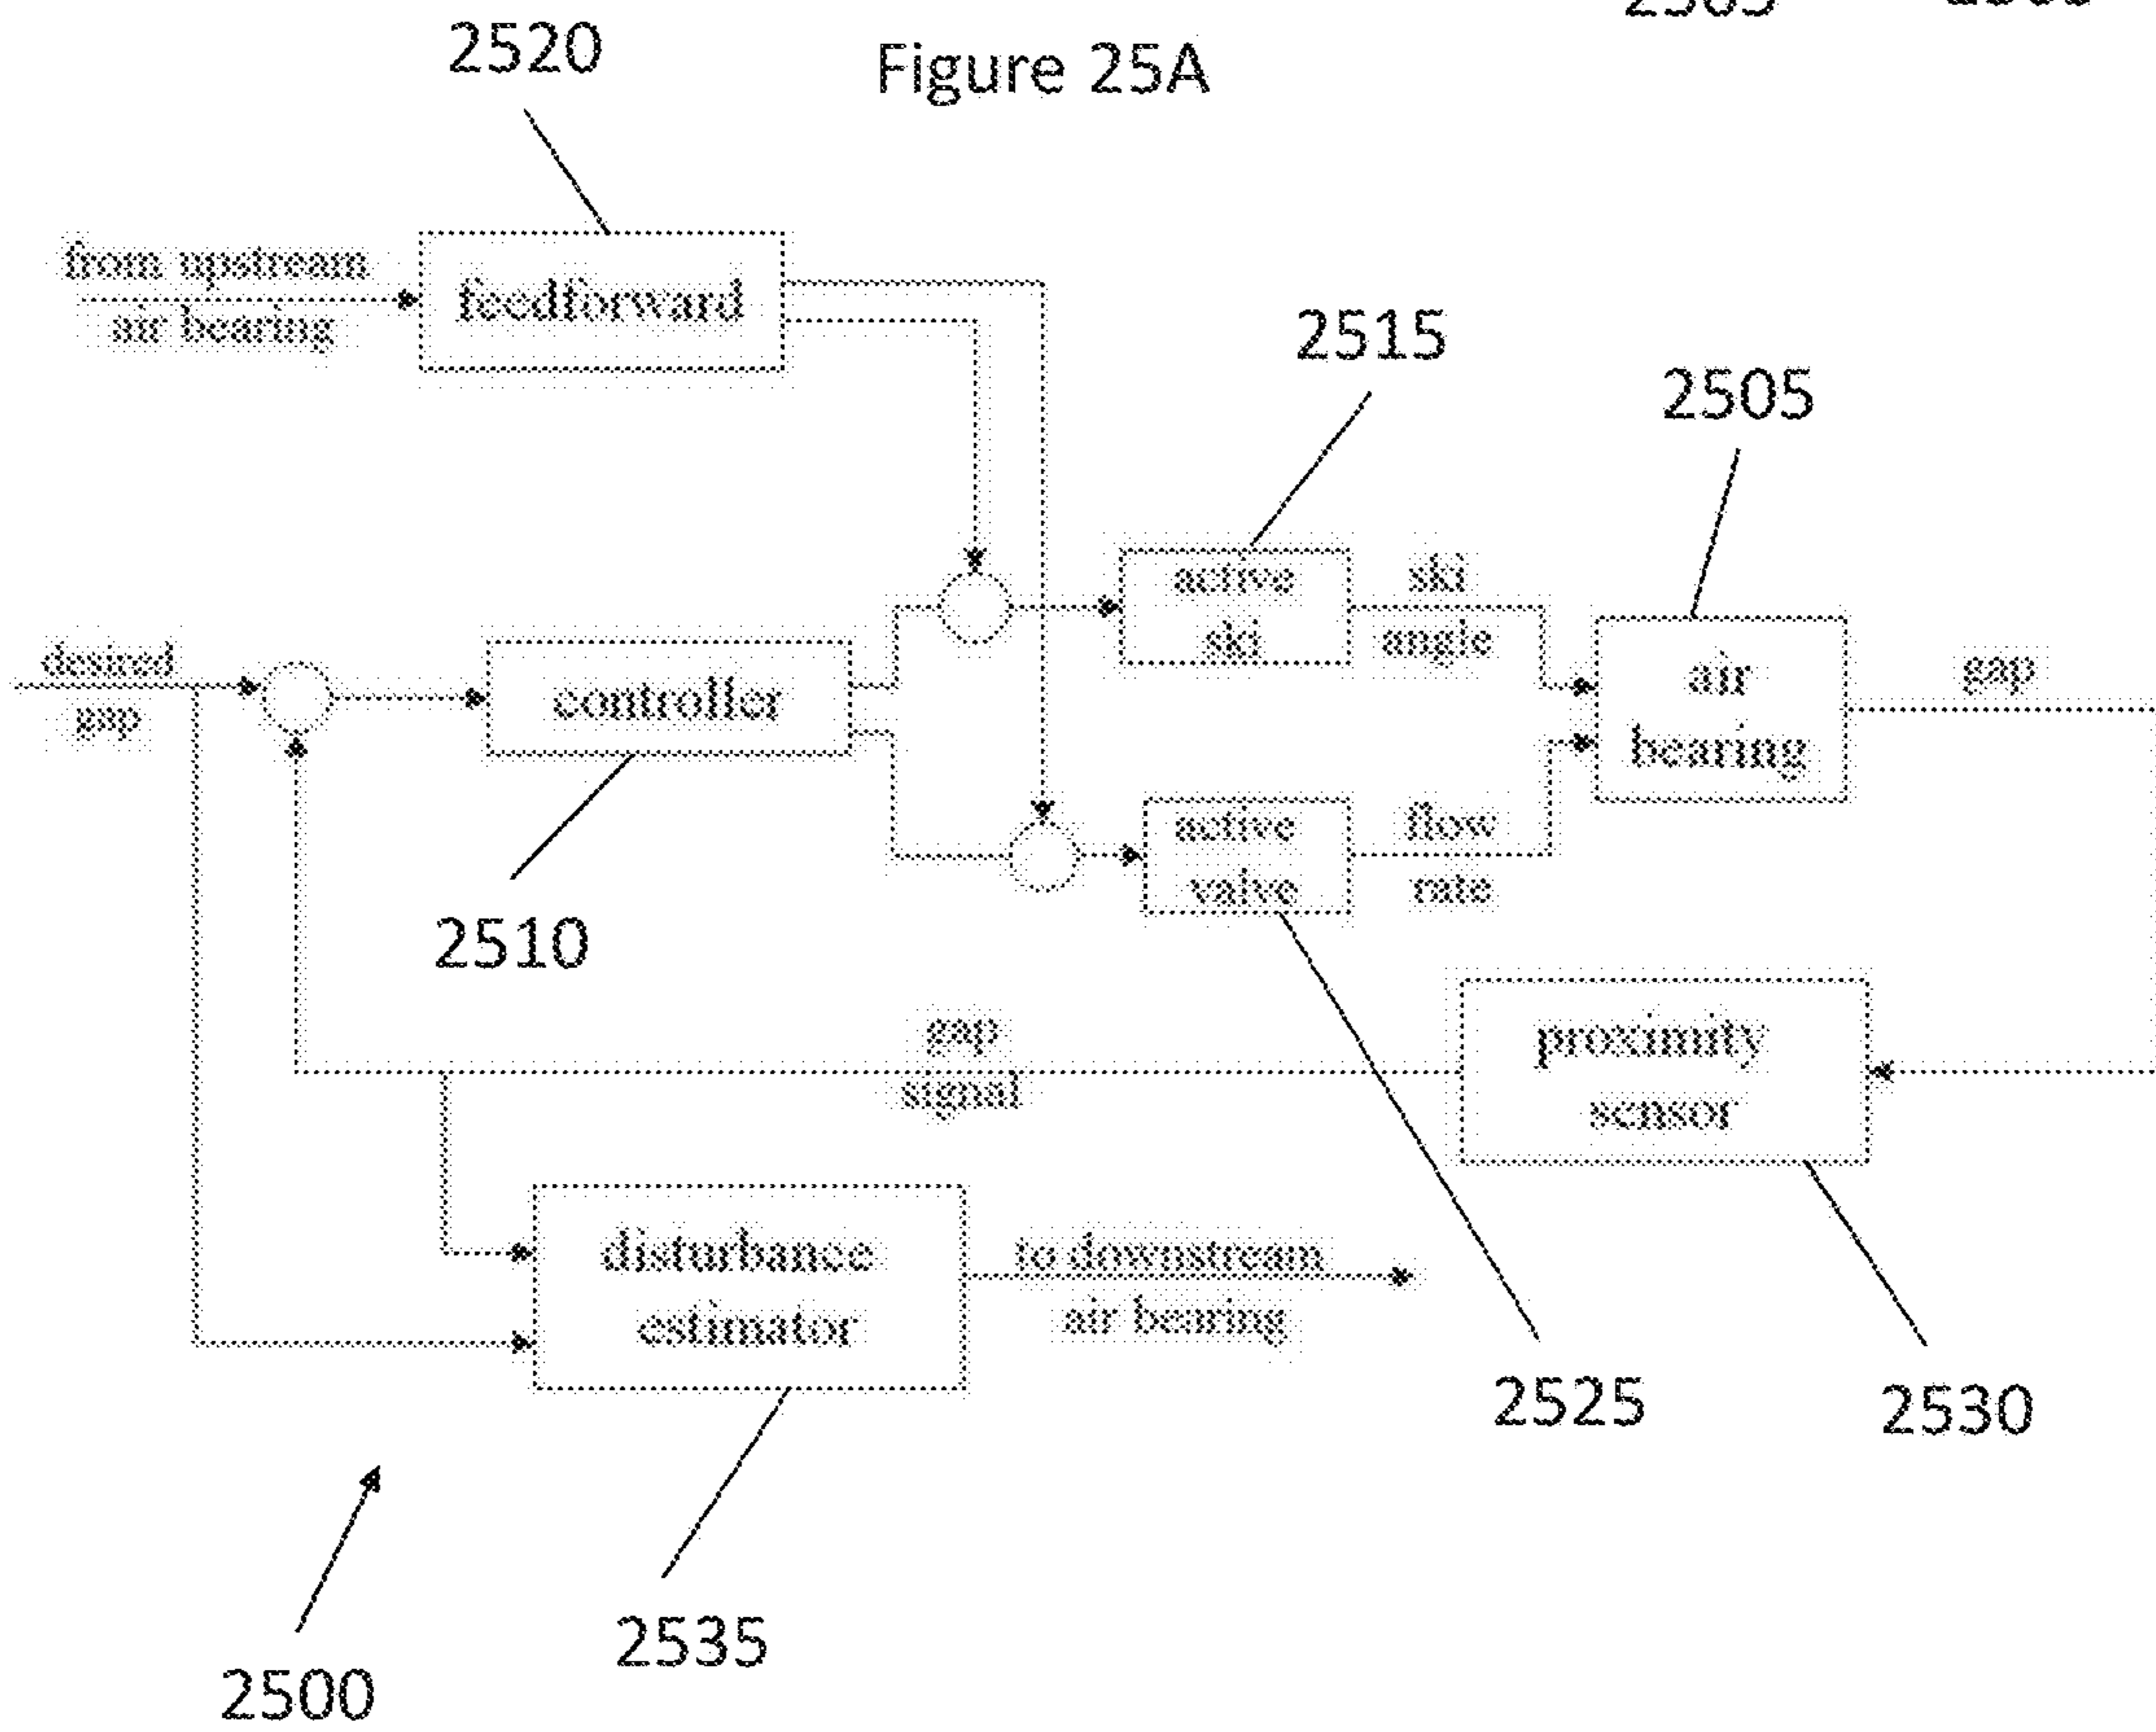 2520
Figure 25A
from upstream
air bearing
feedforward
2515
2505
active
ski
ski
angle
desired
gap
controller
air
bearing
gap
active
valve
flow
rate
2510
gap
signal
proximity
sensor
disturbance
estimator
to downstream
air bearing
2525
2530
2535
2500